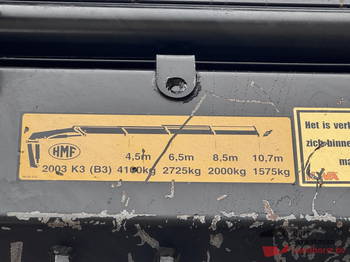 HMF
4,5m 6,5m 8,5m 10,7m
2003 K3 (B3) 4100kg 2725kg 2000kg 1575kg
Het is verb
zich binne
ma